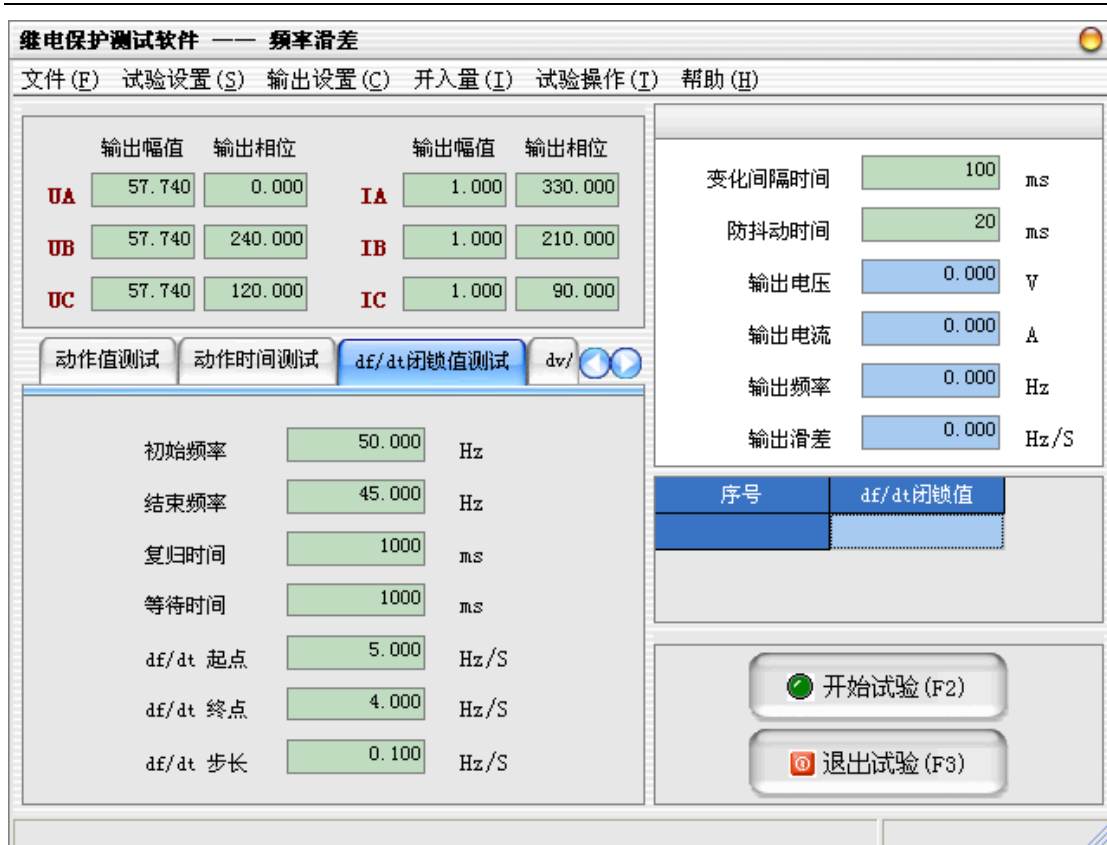 继电保护测试软件 —— 频率滑差
文件(F) 试验设置(S) 输出设置(C) 开入量(I) 试验操作(T) 帮助(H)
输出幅值 输出相位 输出幅值 输出相位
UA 57.740 0.000 IA 1.000 330.000
UB 57.740 240.000 IB 1.000 210.000
UC 57.740 120.000 IC 1.000 90.000
动作值测试 动作时间测试 df/dt闭锁值测试 dv/
初始频率 50.000 Hz
结束频率 45.000 Hz
复归时间 1000 ms
等待时间 1000 ms
df/dt 起点 5.000 Hz/S
df/dt 终点 4.000 Hz/S
df/dt 步长 0.100 Hz/S
变化间隔时间 100 ms
防抖动时间 20 ms
输出电压 0.000 V
输出电流 0.000 A
输出频率 0.000 Hz
输出滑差 0.000 Hz/S
序号 df/dt闭锁值
开始试验(F2)
退出试验(F3)